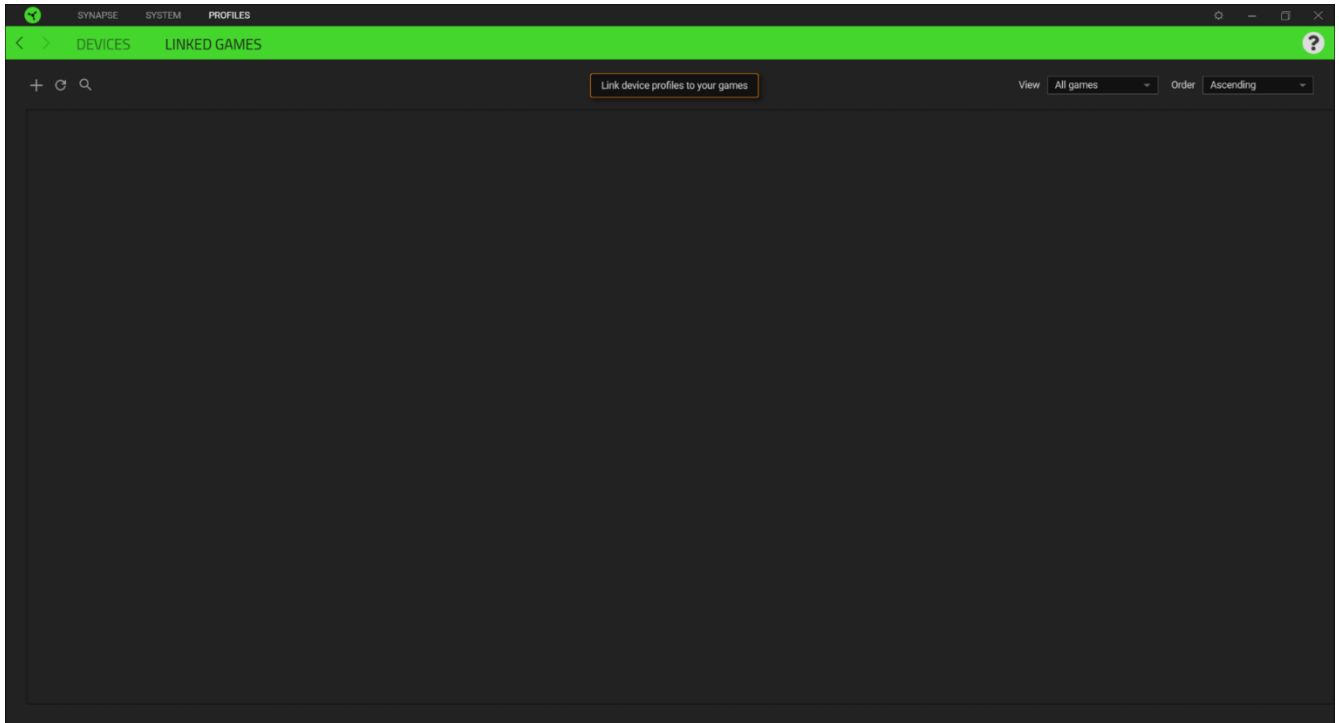 SYNAPSE SYSTEM PROFILES
DEVICES LINKED GAMES ?
Link device profiles to your games View All games Order Ascending